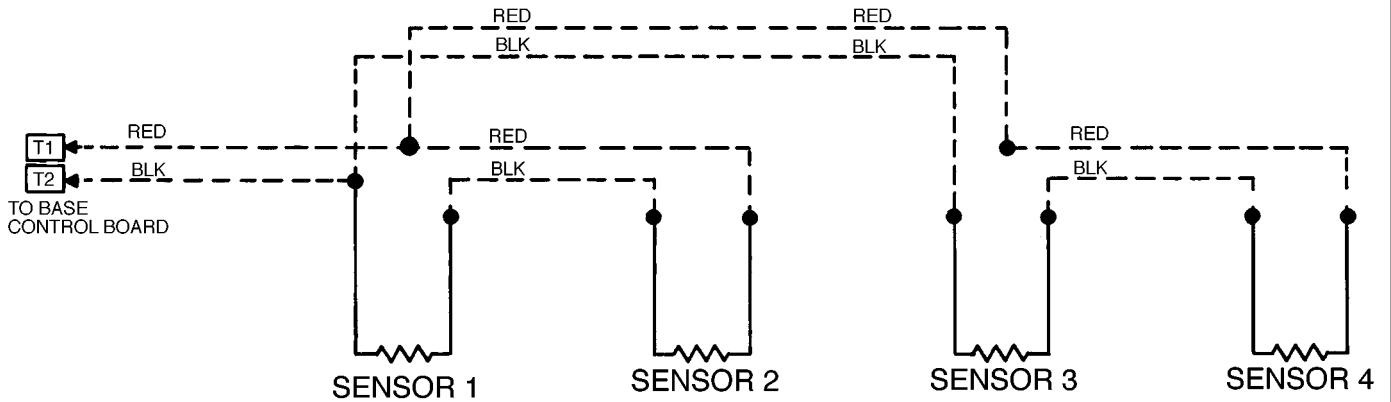 RED
RED
BLK
BLK
T1
RED
RED
RED
T2
BLK
BLK
BLK
TO BASE
CONTROL BOARD
SENSOR 1
SENSOR 2
SENSOR 3
SENSOR 4